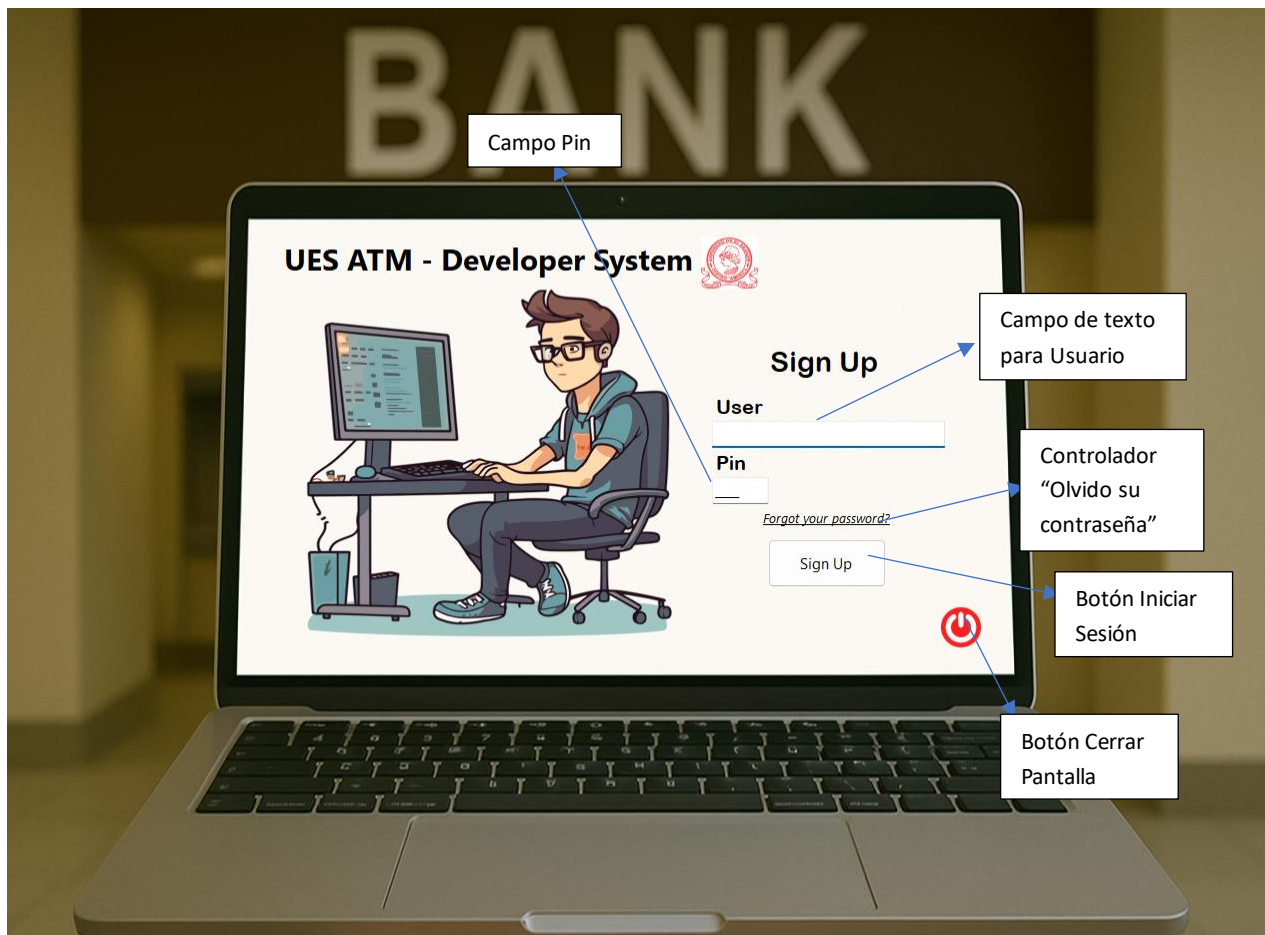 BANK
Campo Pin
UES ATM - Developer System
Campo de texto
para Usuario
Sign Up
User
Pin
Controlador
“Olvido su
contraseña”
Forgot your password?
Sign Up
Botón Iniciar
Sesión
Botón Cerrar
Pantalla